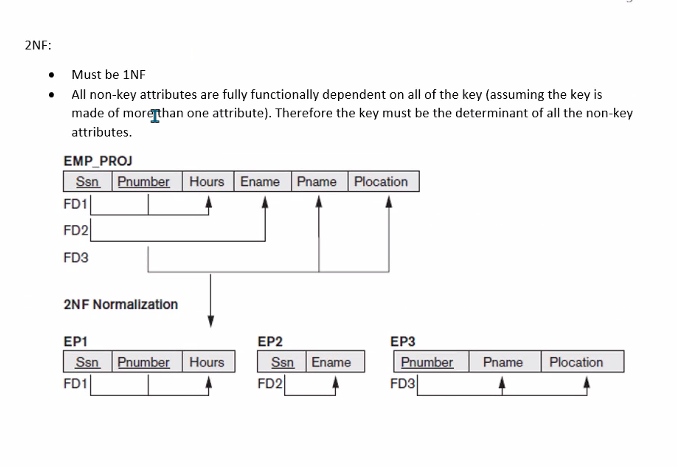 2NF:
• Must be 1NF
• All non-key attributes are fully functionally dependent on all of the key (assuming the key is
made of more than one attribute). Therefore the key must be the determinant of all the non-key
attributes.
EMP_PROJ
Ssn Pnumber Hours Ename Pname Plocation
FD1
FD2
FD3
2NF Normalization
EP1 EP2 EP3
Ssn Pnumber Hours Ssn Ename Pnumber Pname Plocation
FD1 FD2 FD3